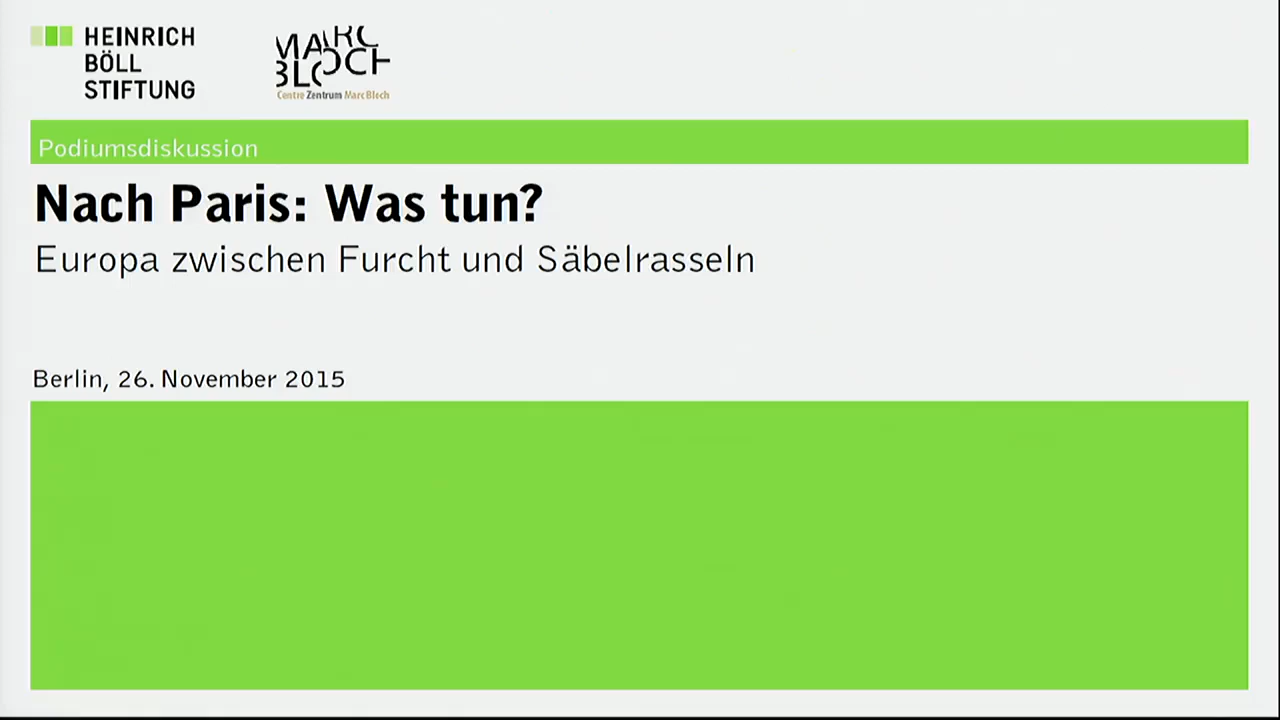 HEINRICH
BÖLL
STIFTUNG
MARC
BLOCH
Centre Zentrum Marc Bloch
Podiumsdiskussion
Nach Paris: Was tun?
Europa zwischen Furcht und Säbelrasseln
Berlin, 26. November 2015